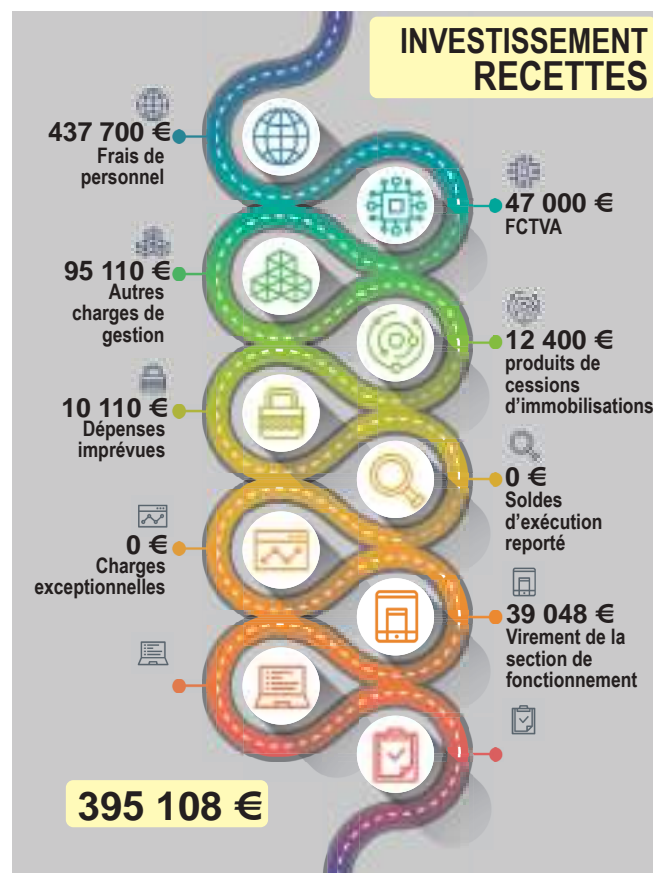 INVESTISSEMENT
RECETTES
437 700 €
Frais de
personnel
47 000 €
FCTVA
95 110 €
Autres
charges de
gestion
12 400 €
produits de
cessions
d’immobilisations
10 110 €
Dépenses
imprévues
0 €
Soldes
d’exécution
reporté
0 €
Charges
exceptionnelles
39 048 €
Virement de la
section de
fonctionnement
395 108 €